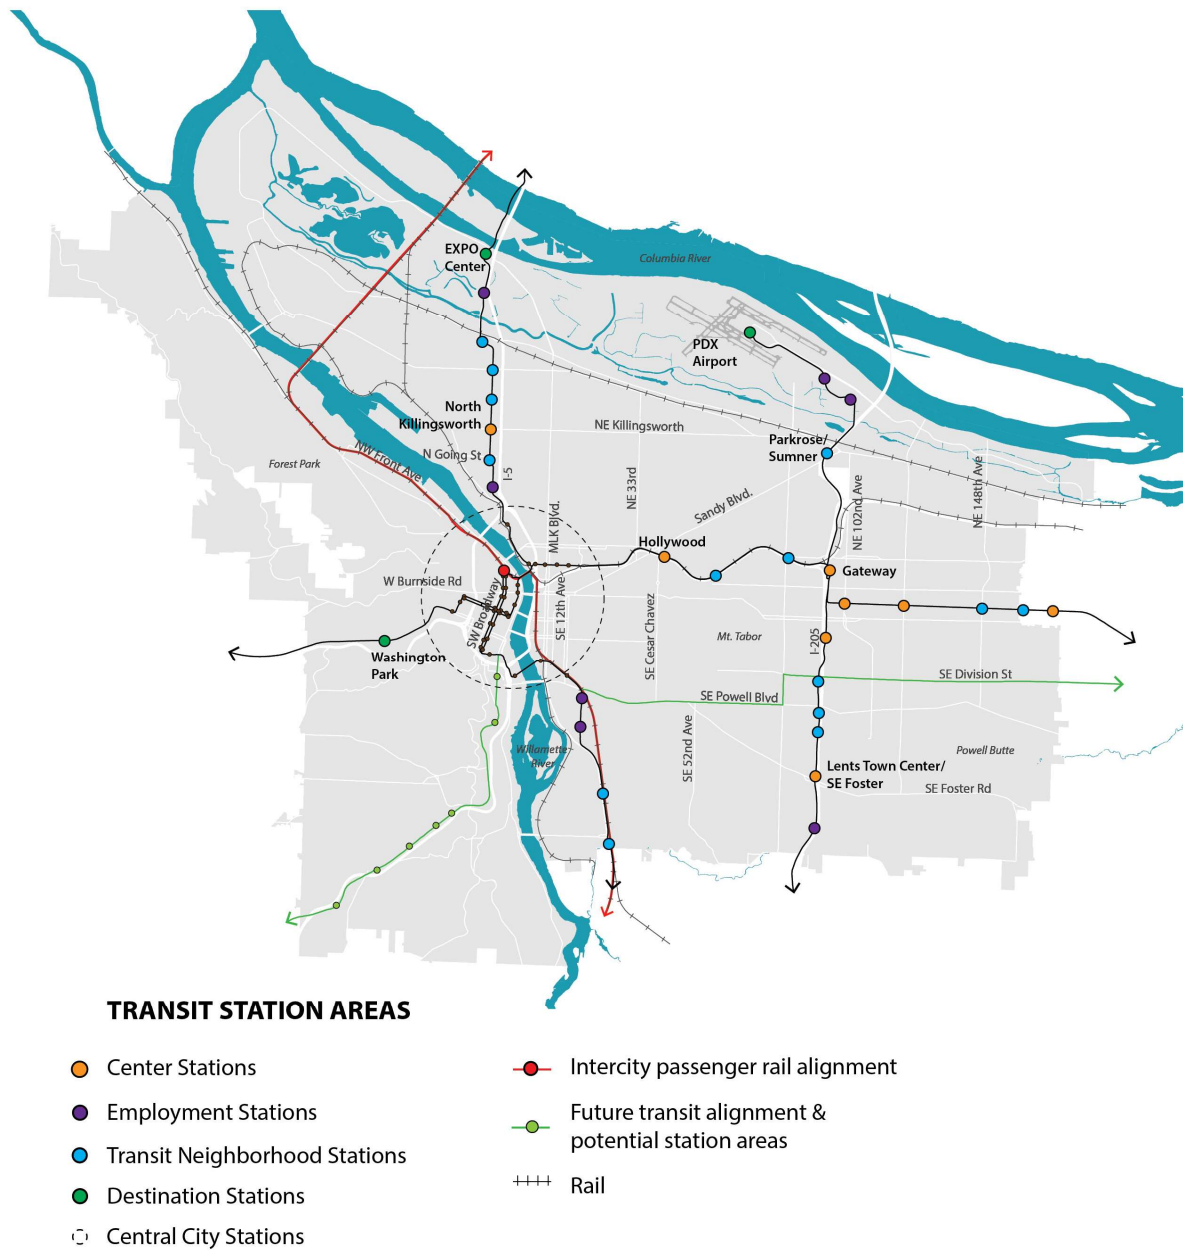 Columbia River
EXPO
Center
PDX
Airport
North
Killingsworth
NE Killingsworth
Parkrose/
Sumner
N Going St
NW Front Ave
Forest Park
I-5
MLK Blvd.
NE 33rd
Sandy Blvd.
NE 102nd Ave
NE 148th Ave
Hollywood
Gateway
W Burnside Rd
SW Broadway
SE 12th Ave
SE Cesar Chavez
Mt. Tabor
I-205
Washington
Park
SE Division St
SE Powell Blvd
SE 52nd Ave
Willamette
River
Powell Butte
Lents Town Center/
SE Foster
SE Foster Rd
TRANSIT STATION AREAS
Center Stations
Employment Stations
Transit Neighborhood Stations
Destination Stations
Central City Stations
Intercity passenger rail alignment
Future transit alignment &
potential station areas
Rail